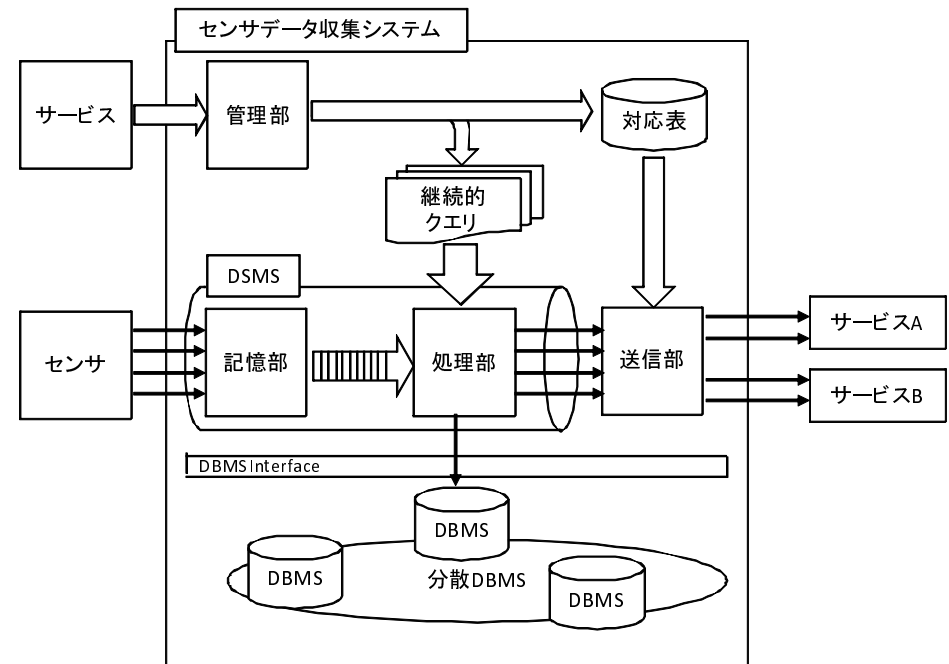 センサデータ収集システム
サービス
管理部
対応表
継続的
クエリ
DSMS
センサ
記憶部
処理部
送信部
サービスA
サービスB
DBMS Interface
DBMS
DBMS
分散DBMS
DBMS